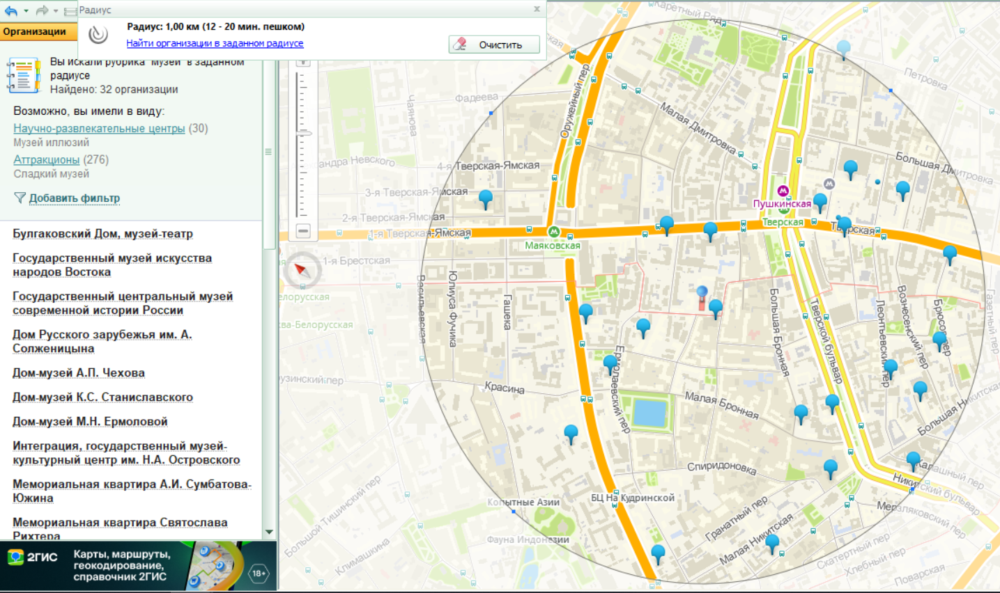 Радиус
x
Организации
Радиус: 1,00 км (12 - 20 мин. пешком)
Найти организации в заданном радиусе
Очистить
Вы искали рубрика "Музеи" в заданном
радиусе
Найдено: 32 организации
Возможно, вы имели в виду:
Научно-развлекательные центры (30)
Музей иллюзий
Аттракционы (276)
Сладкий музей
Добавить фильтр
Булгаковский Дом, музей-театр
Государственный музей искусства
народов Востока
Государственный центральный музей
современной истории России
Дом Русского зарубежья им. А.
Солженицына
Дом-музей А.П. Чехова
Дом-музей К.С. Станиславского
Дом-музей М.Н. Ермоловой
Интеграция, государственный музей-
культурный центр им. Н.А. Островского
Мемориальная квартира А.И. Сумбатова-
Южина
Мемориальная квартира Святослава
Рихтера
2ГИС
Карты, маршруты,
геокодирование,
справочник 2ГИС
18+
Каретный Ряд
Петровка
Оружейный пер
Фадеева
Чаянова
Малая Дмитровка
андра Невского
4-я Тверская-Ямская
Большая Дмитровка
3-я Тверская-Ямская
Пушкинская
2-я Тверская-Ямская
Тверская
Тверская
1-я Тверская-Ямская
Маяковская
1-я Брестская
елорусская
ква-Белорусская
Васильевская
Юлиуса Фучика
Гашека
Большая Бронная
Тверской бульвар
Леонтьевский пер
Вознесенский пер
Брюсов пер
Газетный пер
узинский пер
Красина
Ермолаевский пер
Малая Бронная
Большая Никитская
Спиридоновка
Калашный пер
Никитский бульвар
Большой Тишинский пер
Копытные Азии
БЦ На Кудринской
Мерзляковский пер
Гранатный пер
Малая Никитская
Фауна Индонезии
Климашкина
Скатертный пер
Хлебный пер
Поварская